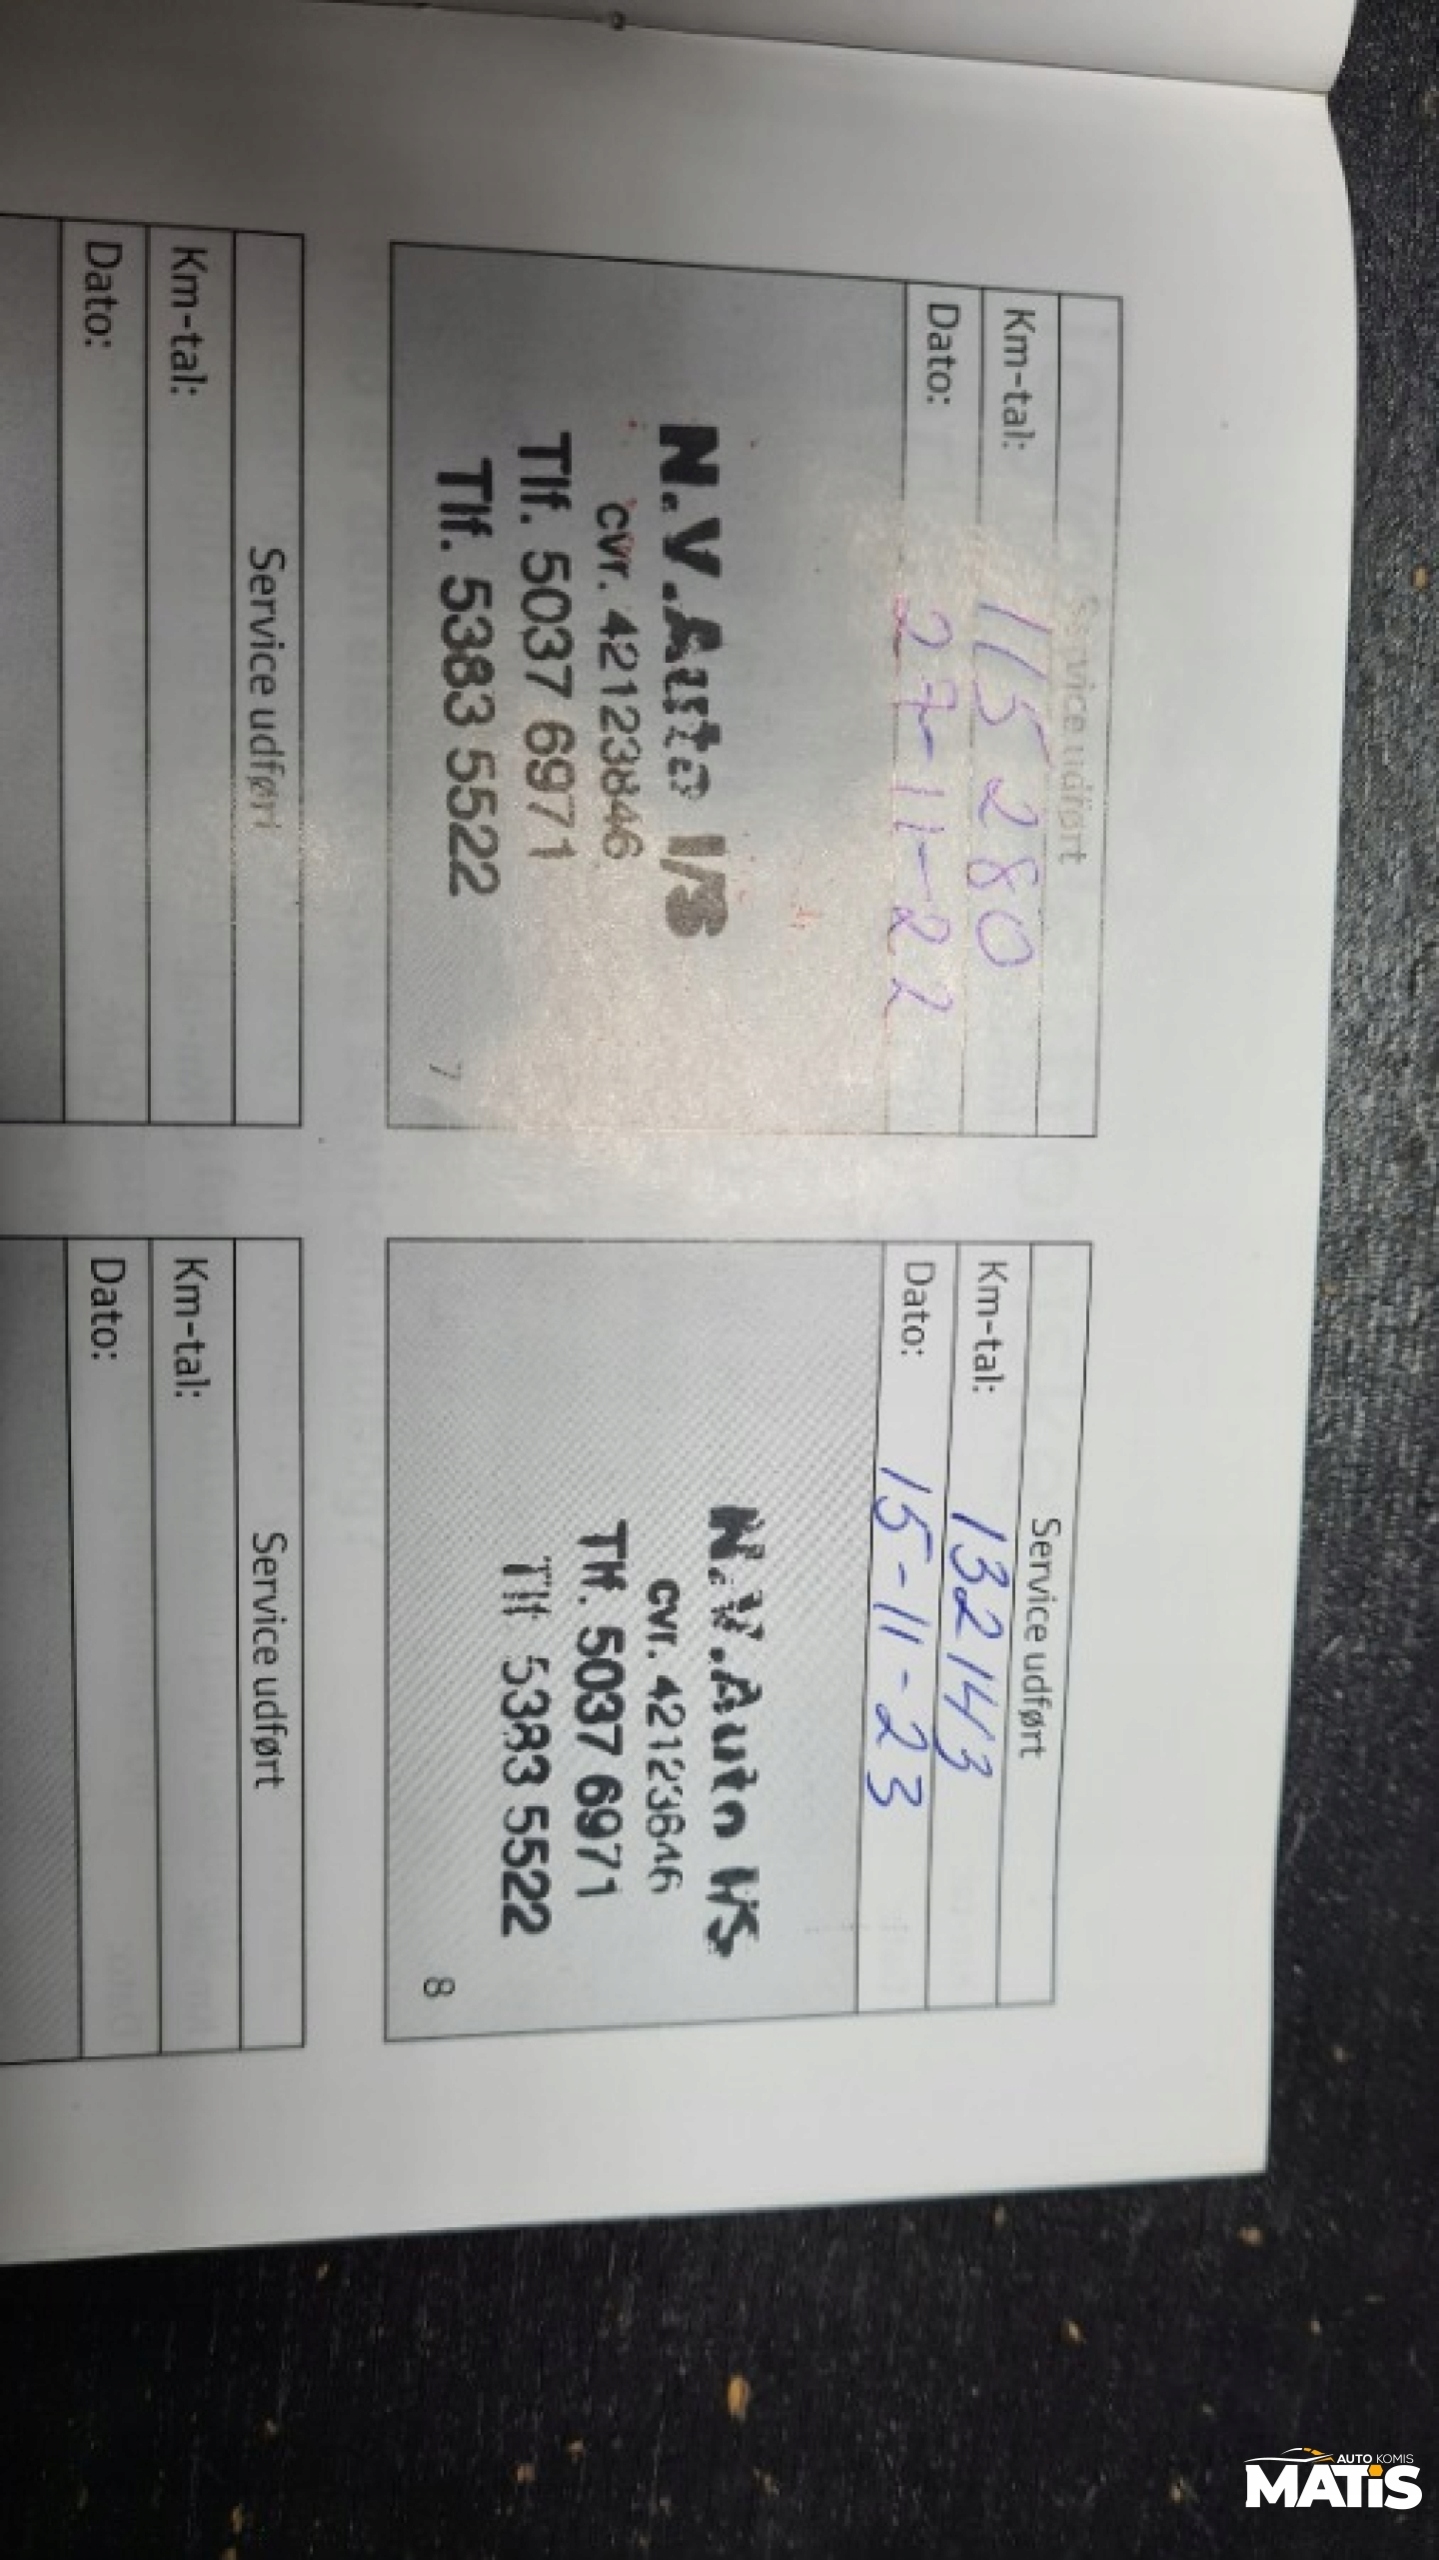 Service udført
Km-tal: 115280
Dato: 27-11-22
N.V.Auto I/S
cvr. 42123846
Tlf. 5037 6971
Tlf. 5383 5522
7
Service udført
Km-tal: 132143
Dato: 15-11-23
N.V.Auto I/S
cvr. 42123846
Tlf. 5037 6971
Tlf 5383 5522
8
Service udført
Km-tal:
Dato:
Service udført
Km-tal:
Dato:
AUTO KOMIS
MATiS